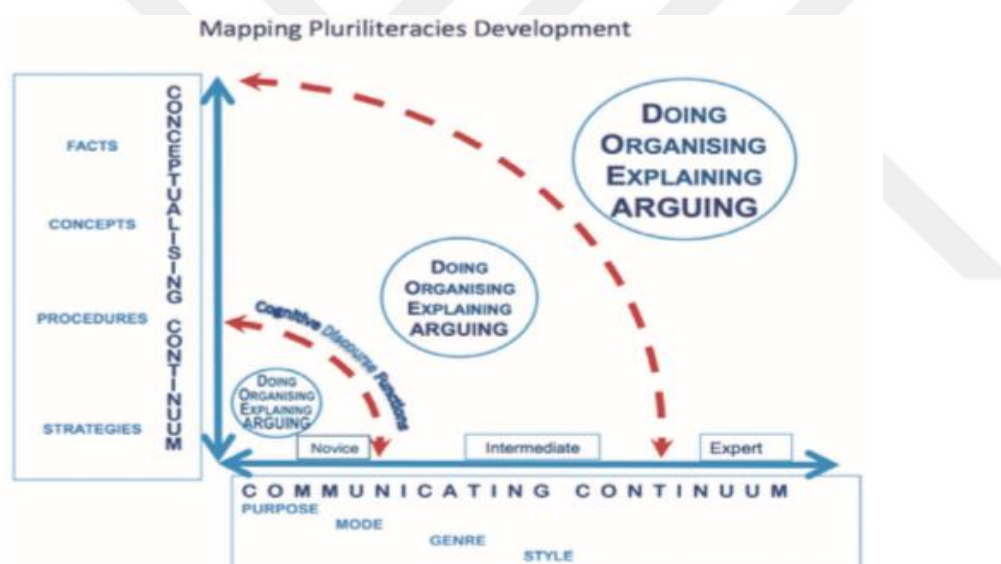 Mapping Pluriliteracies Development
CONCEPTUALISING CONTINUUM
FACTS
CONCEPTS
PROCEDURES
STRATEGIES
DOING
ORGANISING
EXPLAINING
ARGUING
DOING
ORGANISING
EXPLAINING
ARGUING
Cognitive Discourse Functions
DOING
ORGANISING
EXPLAINING
ARGUING
Novice
Intermediate
Expert
COMMUNICATING CONTINUUM
PURPOSE
MODE
GENRE
STYLE